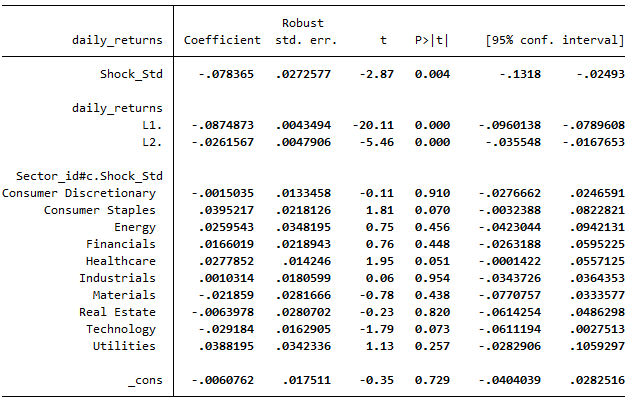 Robust
daily_returns Coefficient std. err. t P>|t| [95% conf. interval]
Shock_Std -.078365 .0272577 -2.87 0.004 -.1318 -.02493
daily_returns
L1. -.0874873 .0043494 -20.11 0.000 -.0960138 -.0789608
L2. -.0261567 .0047906 -5.46 0.000 -.035548 -.0167653
Sector_id#c.Shock_Std
Consumer Discretionary -.0015035 .0133458 -0.11 0.910 -.0276662 .0246591
Consumer Staples .0395217 .0218126 1.81 0.070 -.0032388 .0822821
Energy .0259543 .0348195 0.75 0.456 -.0423044 .0942131
Financials .0166019 .0218943 0.76 0.448 -.0263188 .0595225
Healthcare .0277852 .014246 1.95 0.051 -.0001422 .0557125
Industrials .0010314 .0180599 0.06 0.954 -.0343726 .0364353
Materials -.021859 .0281666 -0.78 0.438 -.0770757 .0333577
Real Estate -.0063978 .0280702 -0.23 0.820 -.0614254 .0486298
Technology -.029184 .0162905 -1.79 0.073 -.0611194 .0027513
Utilities .0388195 .0342336 1.13 0.257 -.0282906 .1059297
_cons -.0060762 .017511 -0.35 0.729 -.0404039 .0282516